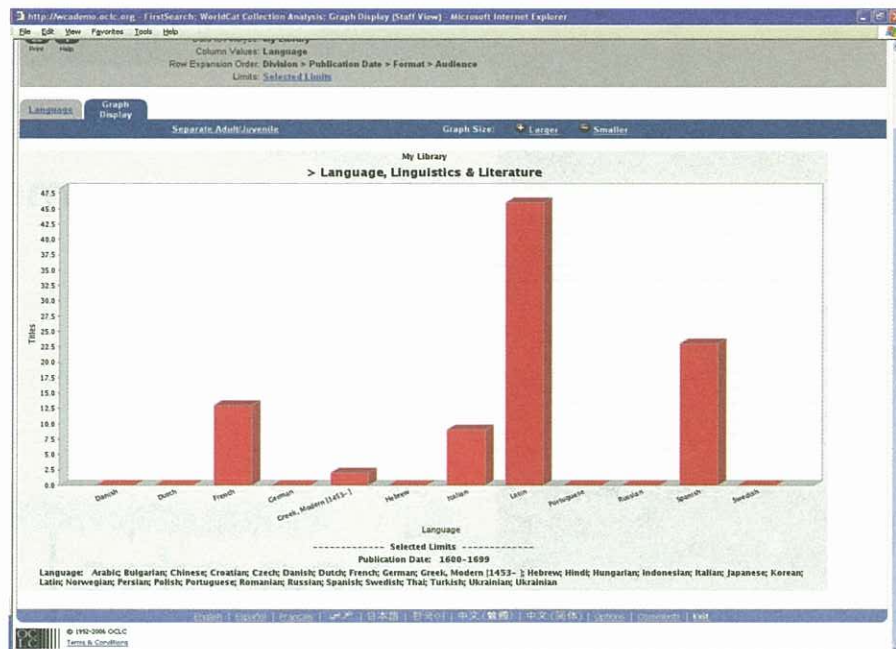 http://wcademo.oclc.org - FirstSearch: WorldCat Collection Analysis: Graph Display (Staff View) - Microsoft Internet Explorer
File Edit View Favorites Tools Help
Print Help
My Library
Column Values: Language
Row Expansion Order: Division > Publication Date > Format > Audience
Limits: Selected Limits
Language
Graph Display
Separate Adult/Juvenile
Graph Size: Larger Smaller
My Library
> Language, Linguistics & Literature
47.5
45.0
42.5
40.0
37.5
35.0
32.5
30.0
27.5
25.0
22.5
20.0
17.5
15.0
12.5
10.0
7.5
5.0
2.5
0.0
Titles
Danish
Dutch
French
German
Greek, Modern [1453- ]
Hebrew
Italian
Latin
Portuguese
Russian
Spanish
Swedish
Language
------------ Selected Limits ------------
Publication Date: 1600-1699
Language: Arabic; Bulgarian; Chinese; Croatian; Czech; Danish; Dutch; French; German; Greek, Modern [1453- ]; Hebrew; Hindi; Hungarian; Indonesian; Italian; Japanese; Korean;
Latin; Norwegian; Persian; Polish; Portuguese; Romanian; Russian; Spanish; Swedish; Thai; Turkish; Ukrainian; Ukrainian
English | Español | Français | 日本語 | 한국어 | 中文(繁體) | 中文(简体) | Options | Comments | Exit
OC
LC
© 1992-2006 OCLC
Terms & Conditions